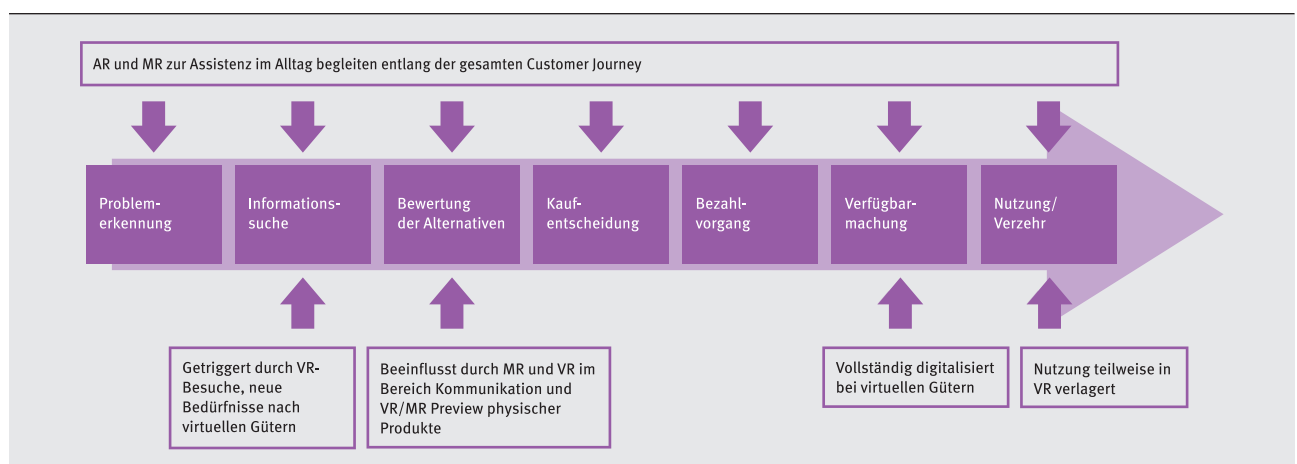 AR und MR zur Assistenz im Alltag begleiten entlang der gesamten Customer Journey
Problem-
erkennung
Informations-
suche
Bewertung
der Alternativen
Kauf-
entscheidung
Bezahl-
vorgang
Verfügbar-
machung
Nutzung/
Verzehr
Getriggert durch VR-
Besuche, neue
Bedürfnisse nach
virtuellen Gütern
Beeinflusst durch MR und VR im
Bereich Kommunikation und
VR/MR Preview physischer
Produkte
Vollständig digitalisiert
bei virtuellen Gütern
Nutzung teilweise in
VR verlagert